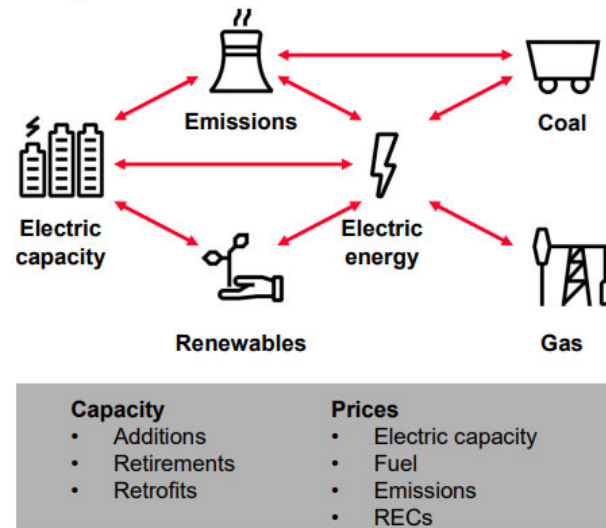 Emissions
Coal
Electric
capacity
Electric
energy
Renewables
Gas
Capacity
• Additions
• Retirements
• Retrofits
Prices
• Electric capacity
• Fuel
• Emissions
• RECs